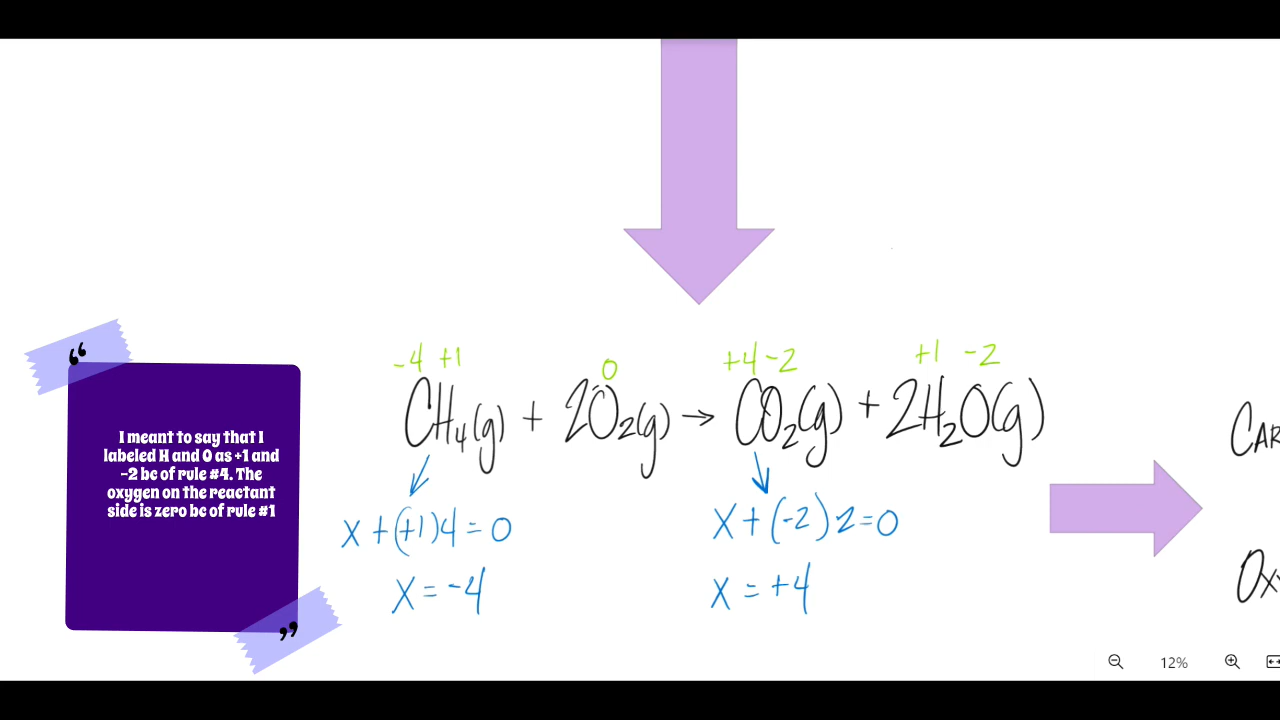 “
I meant to say that I
labeled H and O as +1 and
-2 bc of rule #4. The
oxygen on the reactant
side is zero bc of rule #1
”
-4 +1 0 +4 -2 +1 -2
CH₄(g) + 2O₂(g) → CO₂(g) + 2H₂O(g)
x + (+1)4 = 0
x = -4
x + (-2)2 = 0
x = +4
12%